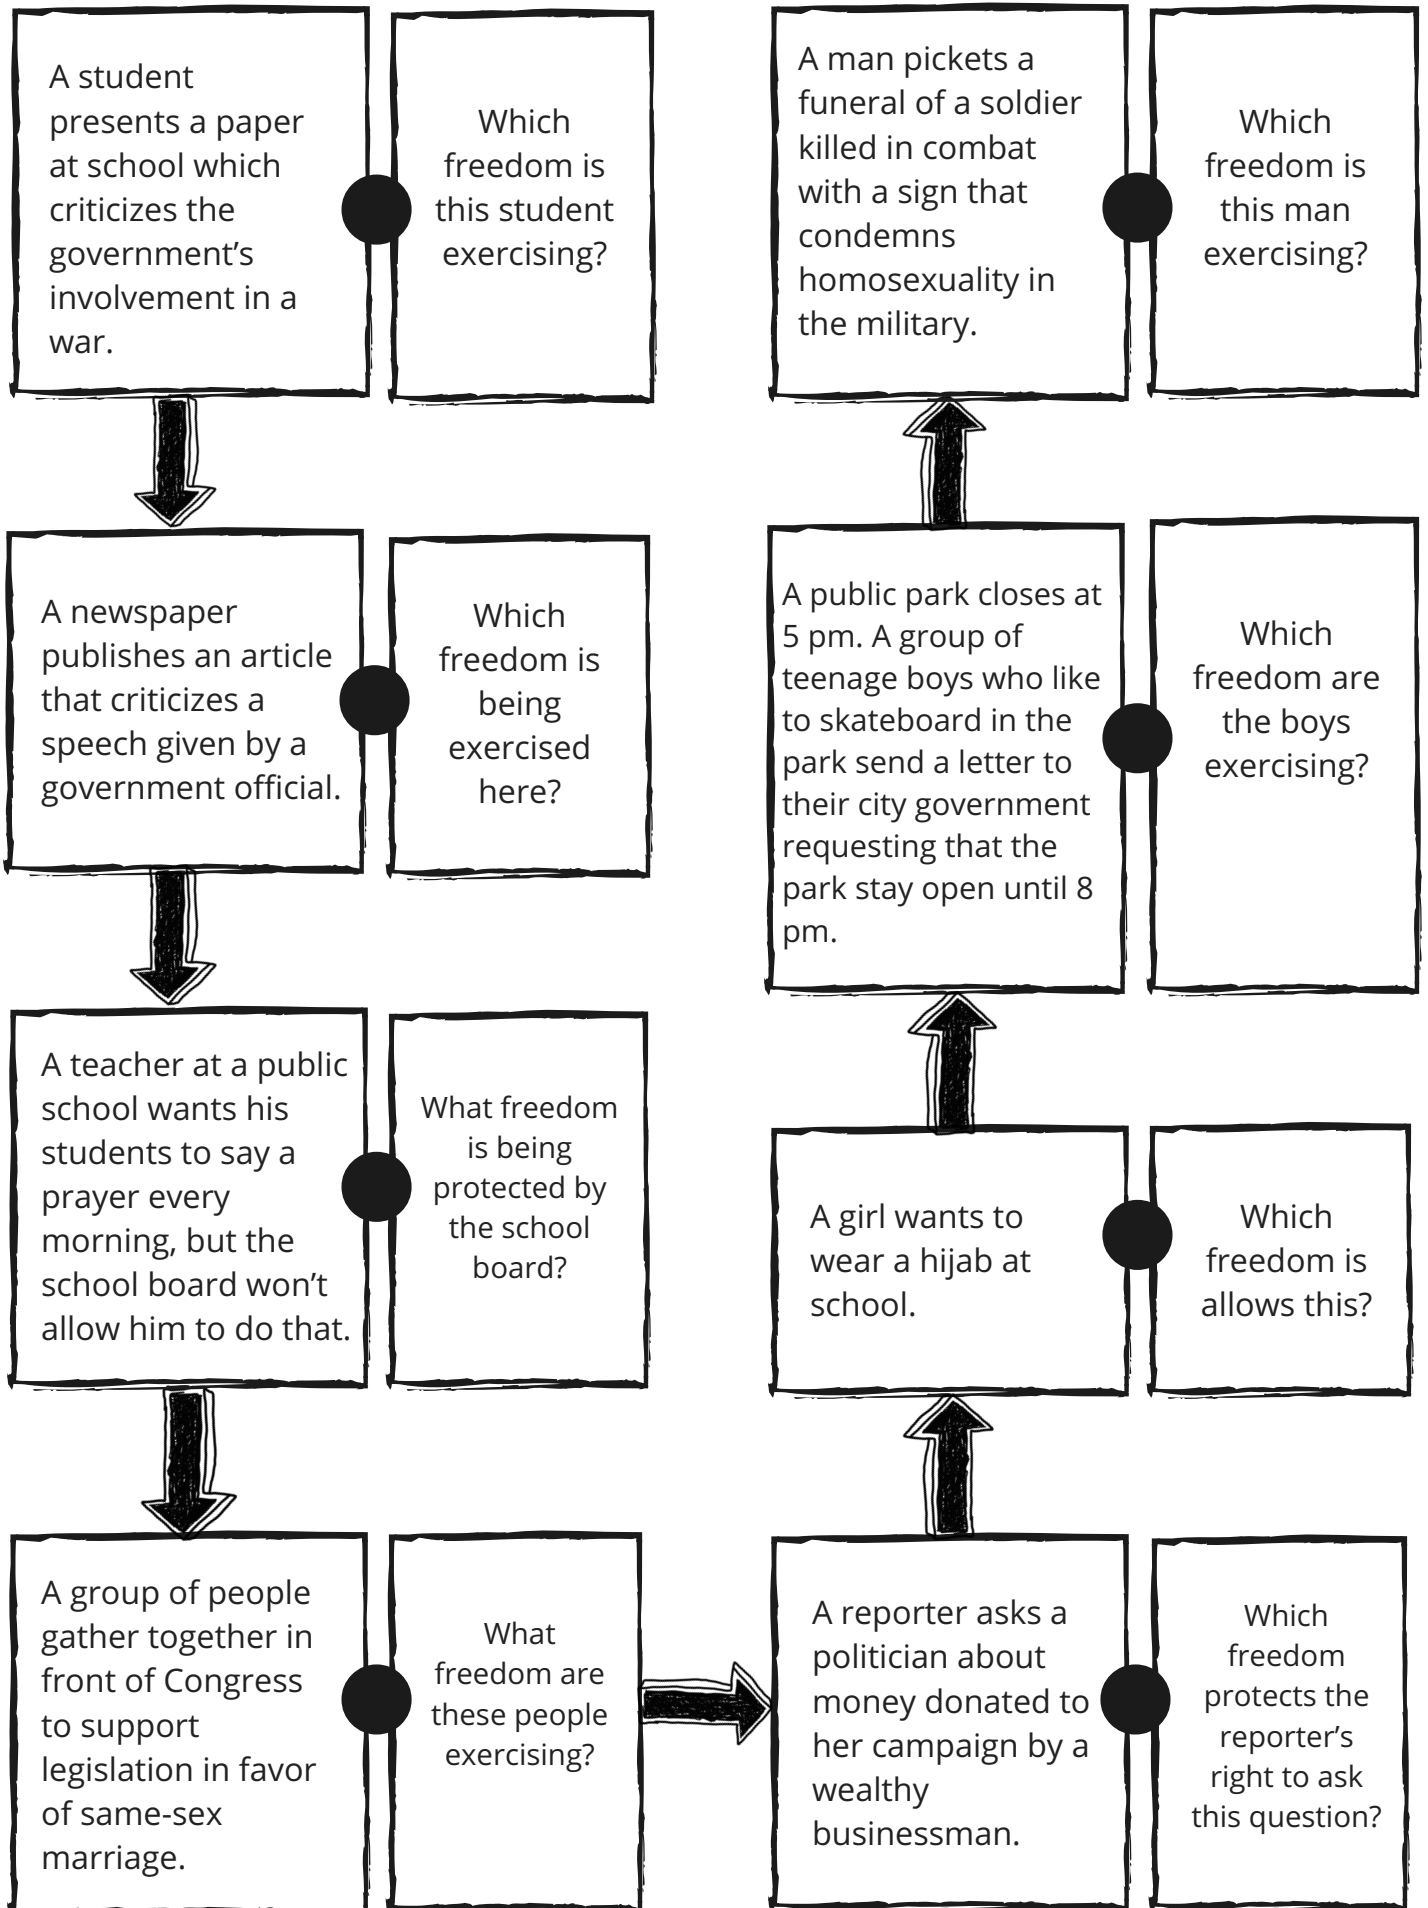 A student
presents a paper
at school which
criticizes the
government’s
involvement in a
war.
Which
freedom is
this student
exercising?
A newspaper
publishes an article
that criticizes a
speech given by a
government official.
Which
freedom is
being
exercised
here?
A teacher at a public
school wants his
students to say a
prayer every
morning, but the
school board won’t
allow him to do that.
What freedom
is being
protected by
the school
board?
A group of people
gather together in
front of Congress
to support
legislation in favor
of same-sex
marriage.
What
freedom are
these people
exercising?
A reporter asks a
politician about
money donated to
her campaign by a
wealthy
businessman.
Which
freedom
protects the
reporter’s
right to ask
this question?
A girl wants to
wear a hijab at
school.
Which
freedom is
allows this?
A public park closes at
5 pm. A group of
teenage boys who like
to skateboard in the
park send a letter to
their city government
requesting that the
park stay open until 8
pm.
Which
freedom are
the boys
exercising?
A man pickets a
funeral of a soldier
killed in combat
with a sign that
condemns
homosexuality in
the military.
Which
freedom is
this man
exercising?